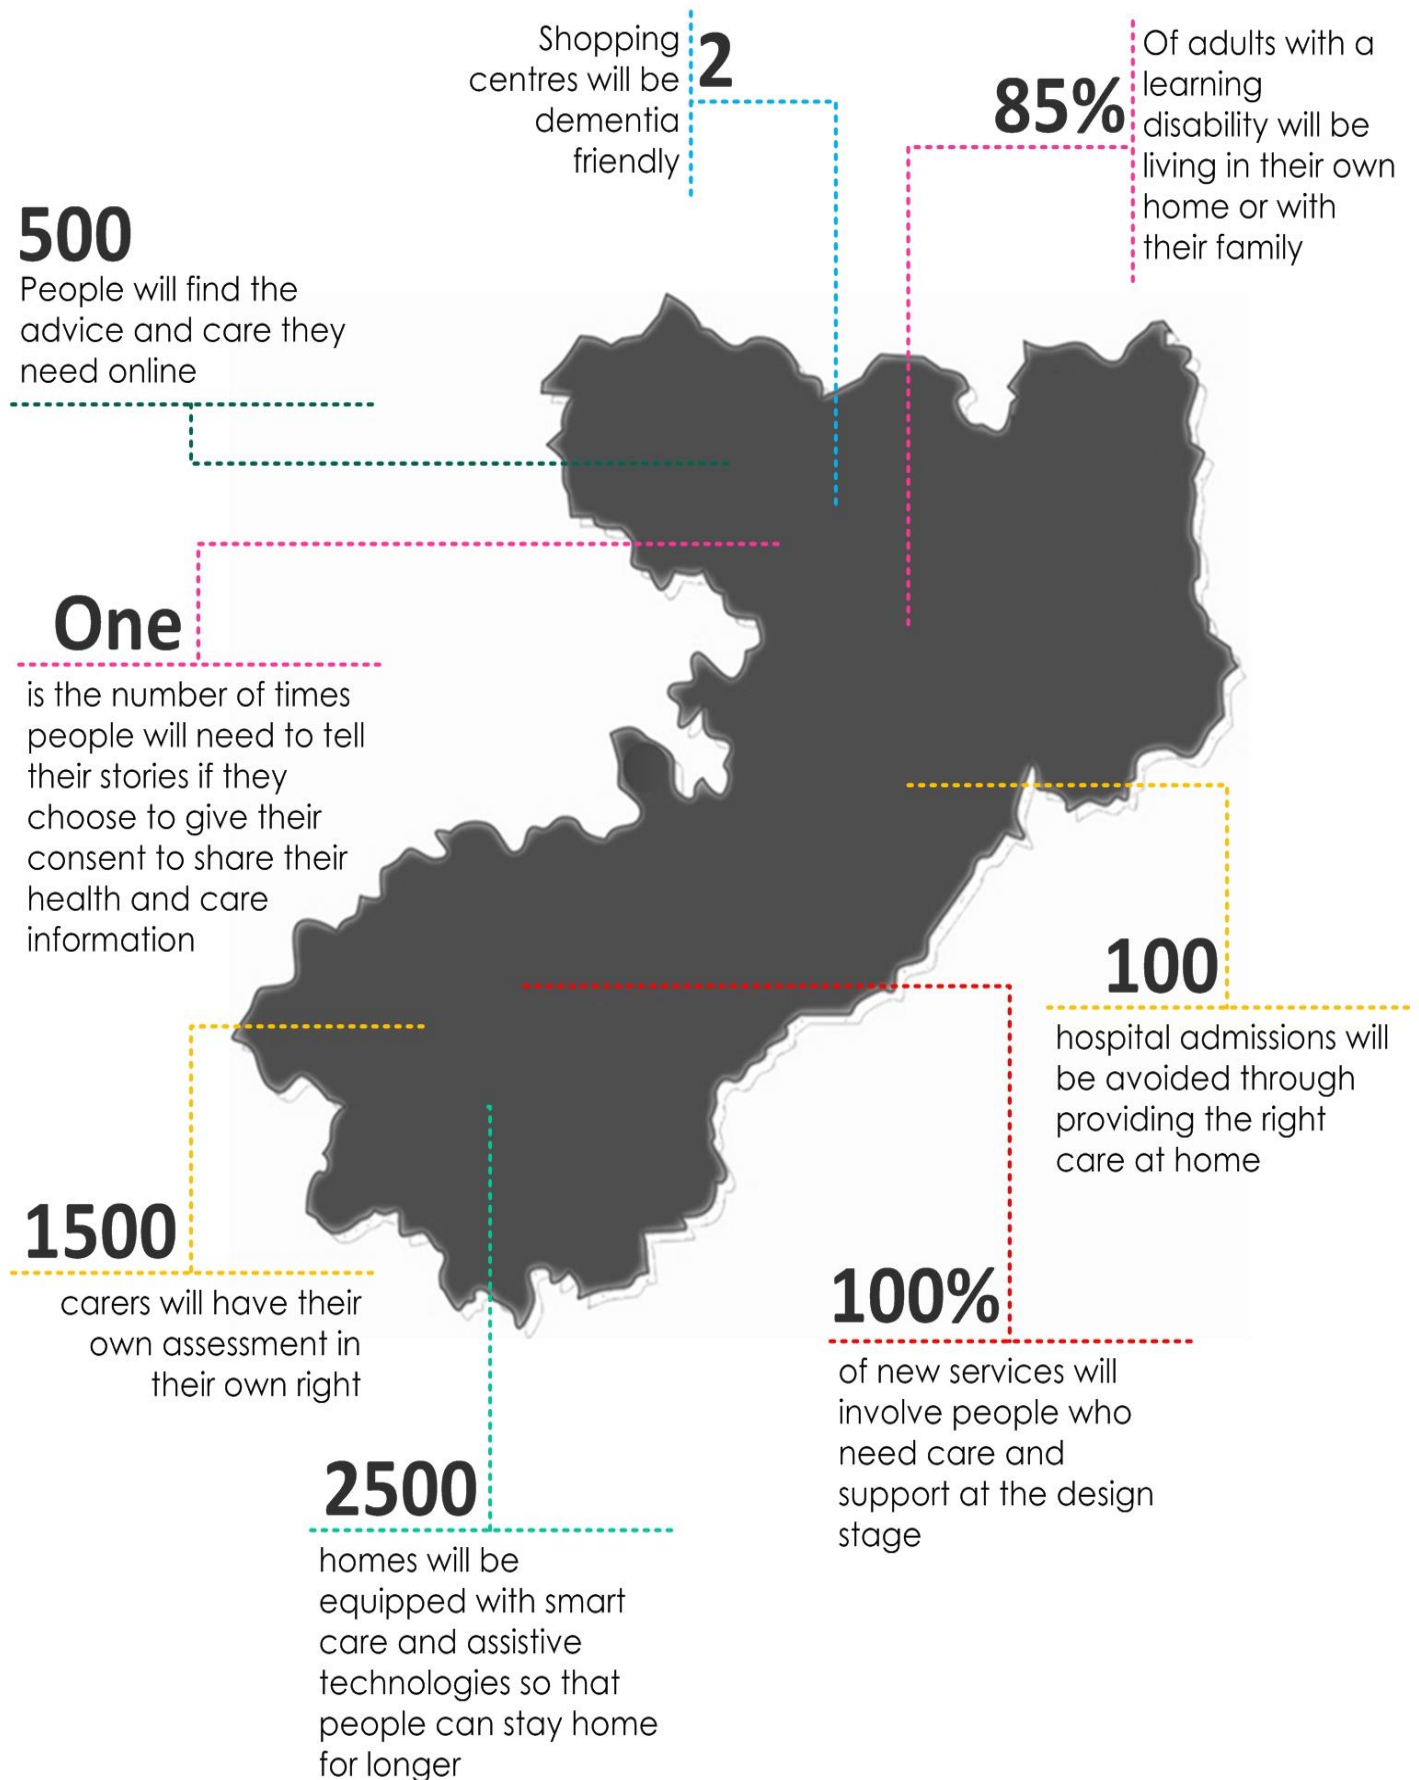 Shopping
centres will be
dementia
friendly
2
85%
Of adults with a
learning
disability will be
living in their own
home or with
their family
500
People will find the
advice and care they
need online
One
is the number of times
people will need to tell
their stories if they
choose to give their
consent to share their
health and care
information
100
hospital admissions will
be avoided through
providing the right
care at home
1500
carers will have their
own assessment in
their own right
100%
of new services will
involve people who
need care and
support at the design
stage
2500
homes will be
equipped with smart
care and assistive
technologies so that
people can stay home
for longer